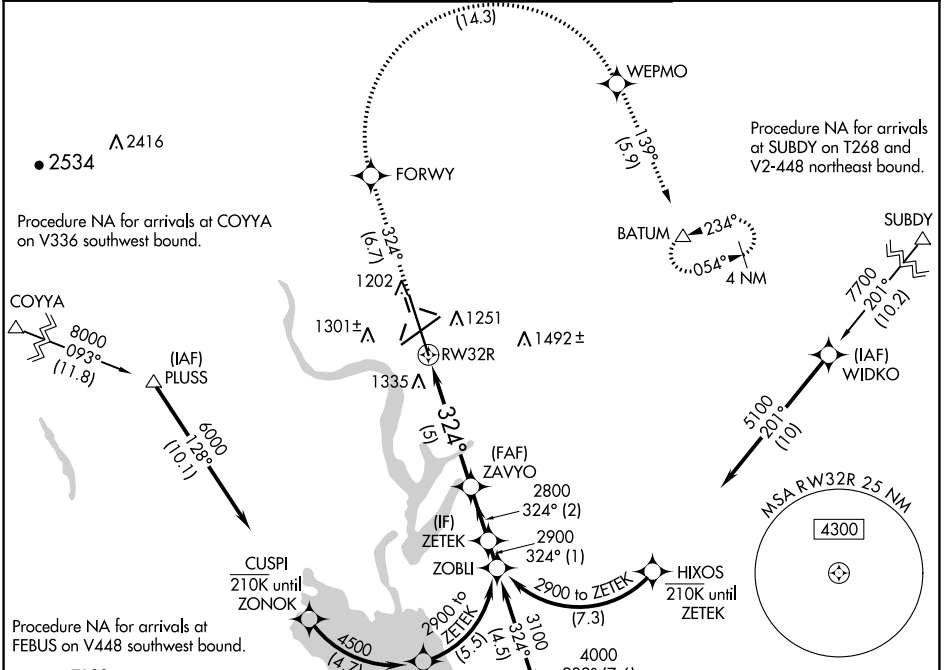 (14.3)
WEPMO
139°
(5.9)
2416
2534
Procedure NA for arrivals
at SUBDY on T268 and
V2-448 northeast bound.
FORWY
Procedure NA for arrivals at COYYA
on V336 southwest bound.
324°
(6.7)
BATUM
234°
054°
4 NM
SUBDY
7700
201°
(10.2)
COYYA
8000
093°
(11.8)
1202
1301±
1251
1492±
RW32R
1335
(IAF)
PLUSS
(IAF)
WIDKO
6000
128°
(10.1)
5100
201°
(10)
324°
(5)
(FAF)
ZAVYO
2800
324° (2)
(IF)
ZETEK
2900
324° (1)
ZOBLI
MSA RW32R 25 NM
4300
CUSPI
210K until
ZONOK
HIXOS
210K until
ZETEK
2900 to ZETEK
(7.3)
2900 to
ZETEK
(5.5)
4500
(4.7)
3100
324°
(4.5)
4000
Procedure NA for arrivals at
FEBUS on V448 southwest bound.